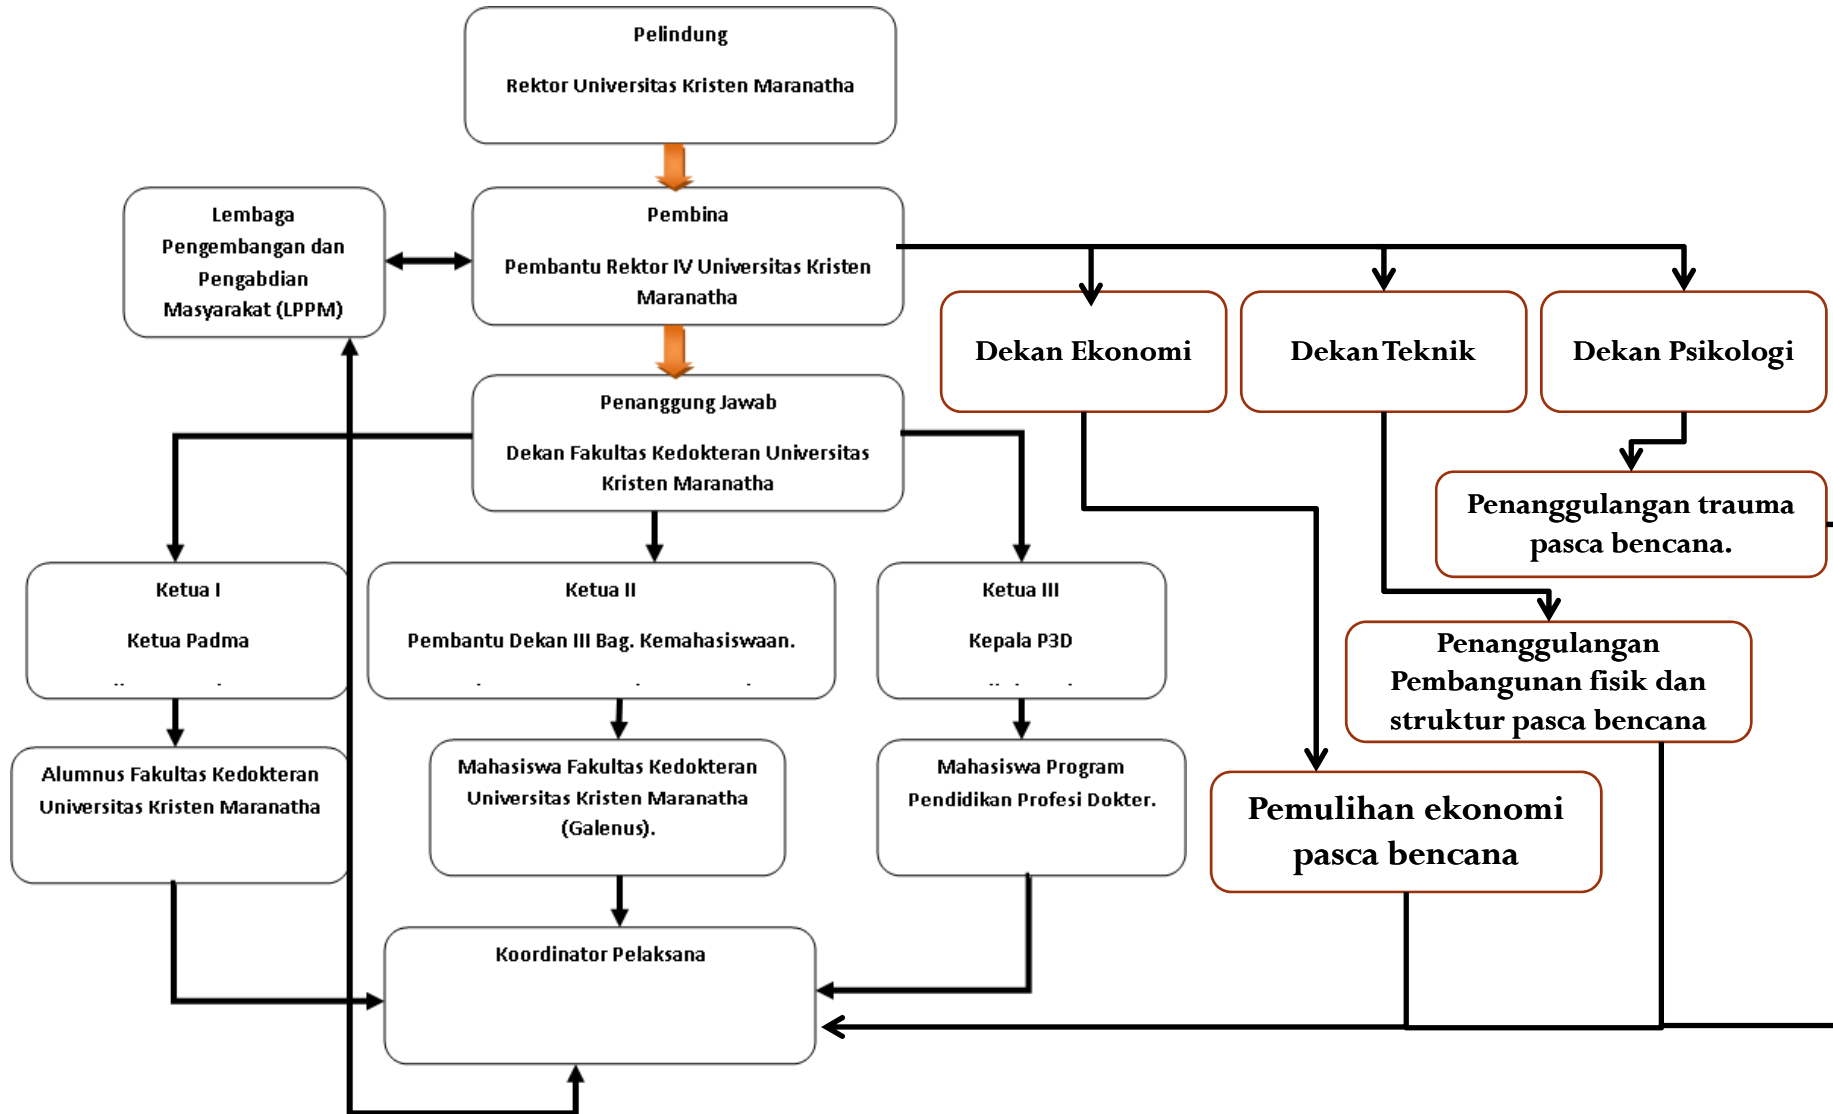 Pelindung
Rektor Universitas Kristen Maranatha
Lembaga
Pengembangan dan
Pengabdian
Masyarakat (LPPM)
Pembina
Pembantu Rektor IV Universitas Kristen
Maranatha
Dekan Ekonomi
Dekan Teknik
Dekan Psikologi
Penanggung Jawab
Dekan Fakultas Kedokteran Universitas
Kristen Maranatha
Penanggulangan trauma
pasca bencana.
Ketua I
Ketua Padma
Ketua II
Pembantu Dekan III Bag. Kemahasiswaan.
Ketua III
Kepala P3D
Penanggulangan
Pembangunan fisik dan
struktur pasca bencana
Alumnus Fakultas Kedokteran
Universitas Kristen Maranatha
Mahasiswa Fakultas Kedokteran
Universitas Kristen Maranatha
(Galenus).
Mahasiswa Program
Pendidikan Profesi Dokter.
Pemulihan ekonomi
pasca bencana
Koordinator Pelaksana